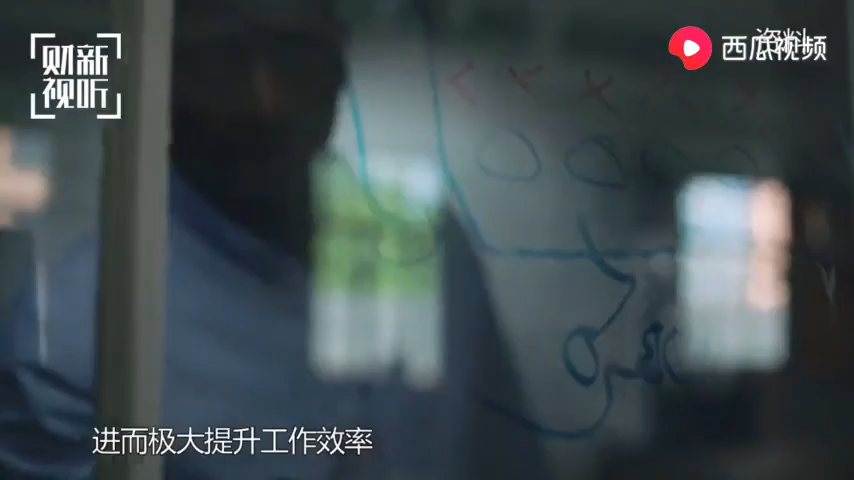 财新
视听
资料
西瓜视频
进而极大提升工作效率